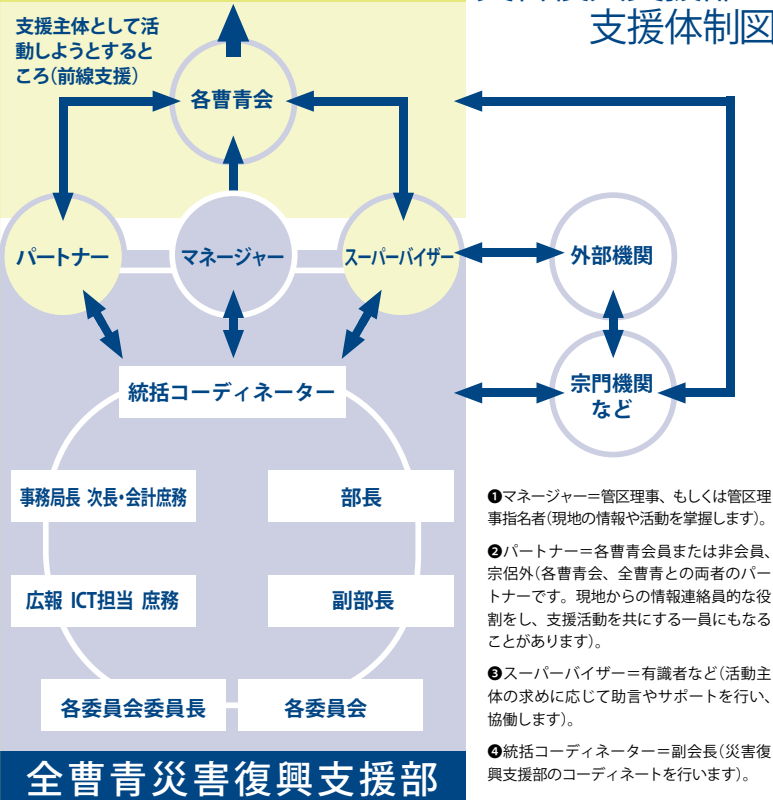 支援体制図
支援主体として活
動しようとすると
ころ(前線支援)
各曹青会
パートナー
マネージャー
スーパーバイザー
外部機関
宗門機関
など
統括コーディネーター
事務局長 次長・会計庶務
部長
広報 ICT担当 庶務
副部長
各委員会委員長
各委員会
全曹青災害復興支援部
❶マネージャー＝管区理事、もしくは管区理
事指名者(現地の情報や活動を掌握します)。
❷パートナー＝各曹青会員または非会員、
宗侶外(各曹青会、全曹青との両者のパー
トナーです。現地からの情報連絡員的な役
割をし、支援活動を共にする一員にもなる
ことがあります)。
❸スーパーバイザー＝有識者など(活動主
体の求めに応じて助言やサポートを行い、
協働します)。
❹統括コーディネーター＝副会長(災害復
興支援部のコーディネートを行います)。